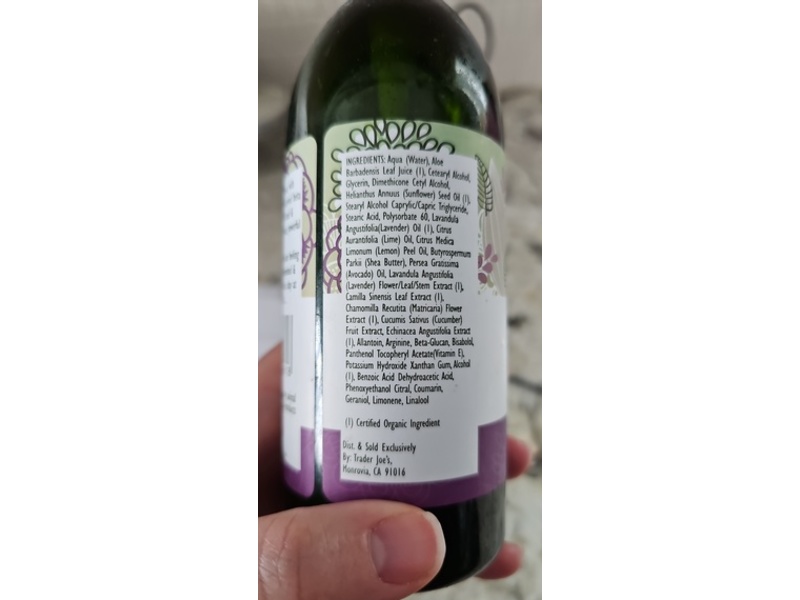 INGREDIENTS: Aqua (Water), Aloe
Barbadensis Leaf Juice (1), Cetearyl Alcohol,
Glycerin, Dimethicone Cetyl Alcohol,
Helianthus Annuus (Sunflower) Seed Oil (1),
Stearyl Alcohol Caprylic/Capric Triglyceride,
Stearic Acid, Polysorbate 60, Lavandula
Angustifolia(Lavender) Oil (1), Citrus
Aurantifolia (Lime) Oil, Citrus Medica
Limonum (Lemon) Peel Oil, Butyrospermum
Parkii (Shea Butter), Persea Gratissima
(Avocado) Oil, Lavandula Angustifolia
(Lavender) Flower/Leaf/Stem Extract (1),
Camilla Sinensis Leaf Extract (1),
Chamomilla Recutita (Matricaria) Flower
Extract (1), Cucumis Sativus (Cucumber)
Fruit Extract, Echinacea Angustifolia Extract
(1), Allantoin, Arginine, Beta-Glucan, Bisabolol,
Panthenol Tocopheryl Acetate(Vitamin E),
Potassium Hydroxide Xanthan Gum, Alcohol
(1), Benzoic Acid Dehydroacetic Acid,
Phenoxyethanol Citral, Coumarin,
Geraniol, Limonene, Linalool
(1) Certified Organic Ingredient
Dist. & Sold Exclusively
By: Trader Joe's,
Monrovia, CA 91016